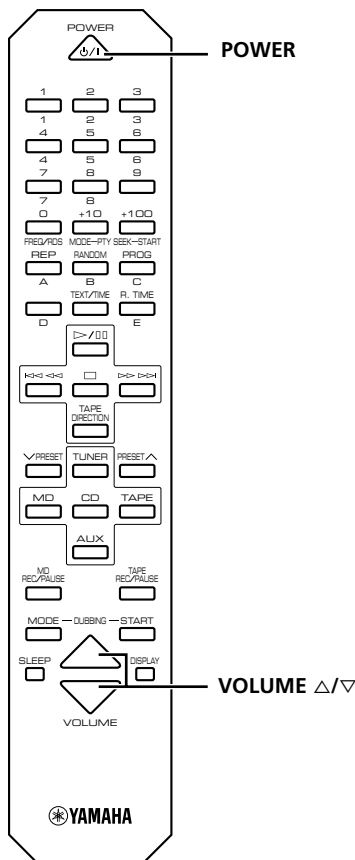 POWER
⏻/I
POWER
1 2 3
1 2 3
4 5 6
4 5 6
7 8 9
7 8
0 +10 +100
FREQ/RDS MODE–PTY SEEK–START
REP RANDOM PROG
A B C
TEXT/TIME R. TIME
D E
▷/▯▯
|◁◁ ◁◁ □ ▷▷ ▷▷|
TAPE
DIRECTION
∨PRESET TUNER PRESET∧
MD CD TAPE
AUX
MD
REC/PAUSE
TAPE
REC/PAUSE
MODE – DUBBING – START
SLEEP DISPLAY
VOLUME △/▽
VOLUME
YAMAHA